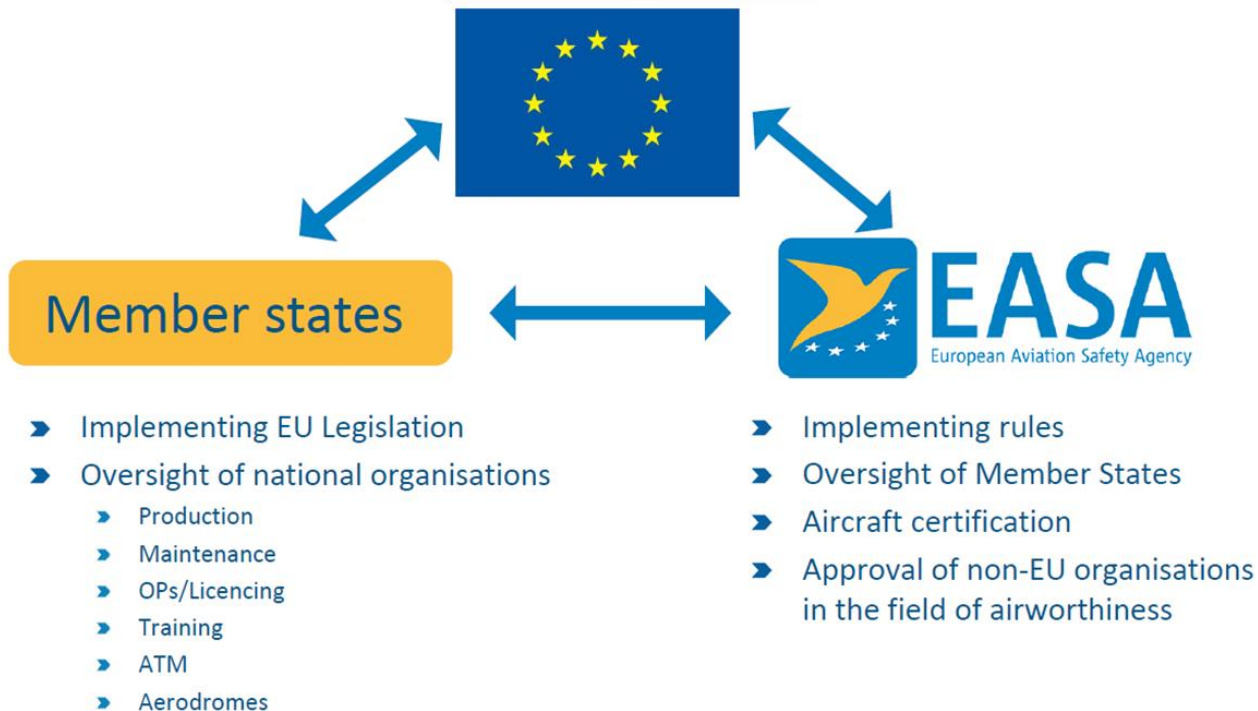 Member states
EASA
European Aviation Safety Agency
Implementing EU Legislation
Oversight of national organisations
Production
Maintenance
OPs/Licencing
Training
ATM
Aerodromes
Implementing rules
Oversight of Member States
Aircraft certification
Approval of non-EU organisations
in the field of airworthiness